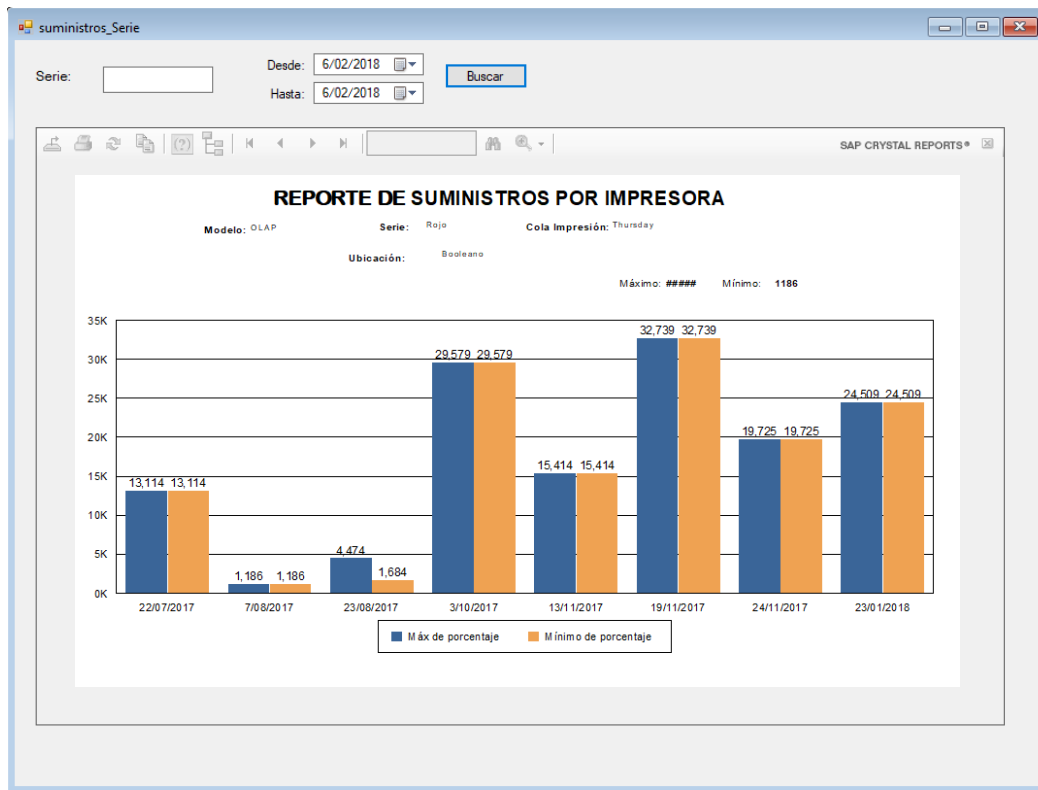 suministros_Serie
Serie:
Desde: 6/02/2018
Buscar
Hasta: 6/02/2018
SAP CRYSTAL REPORTS®
REPORTE DE SUMINISTROS POR IMPRESORA
Modelo: OLAP Serie: Rojo Cola Impresión: Thursday
Ubicación: Booleano
Máximo: ##### Mínimo: 1186
35K
30K
25K
20K
15K
10K
5K
0K
13,114 13,114
1,186 1,186
4,474 1,684
29,579 29,579
15,414 15,414
32,739 32,739
19,725 19,725
24,509 24,509
22/07/2017 7/08/2017 23/08/2017 3/10/2017 13/11/2017 19/11/2017 24/11/2017 23/01/2018
Máx de porcentaje Mínimo de porcentaje